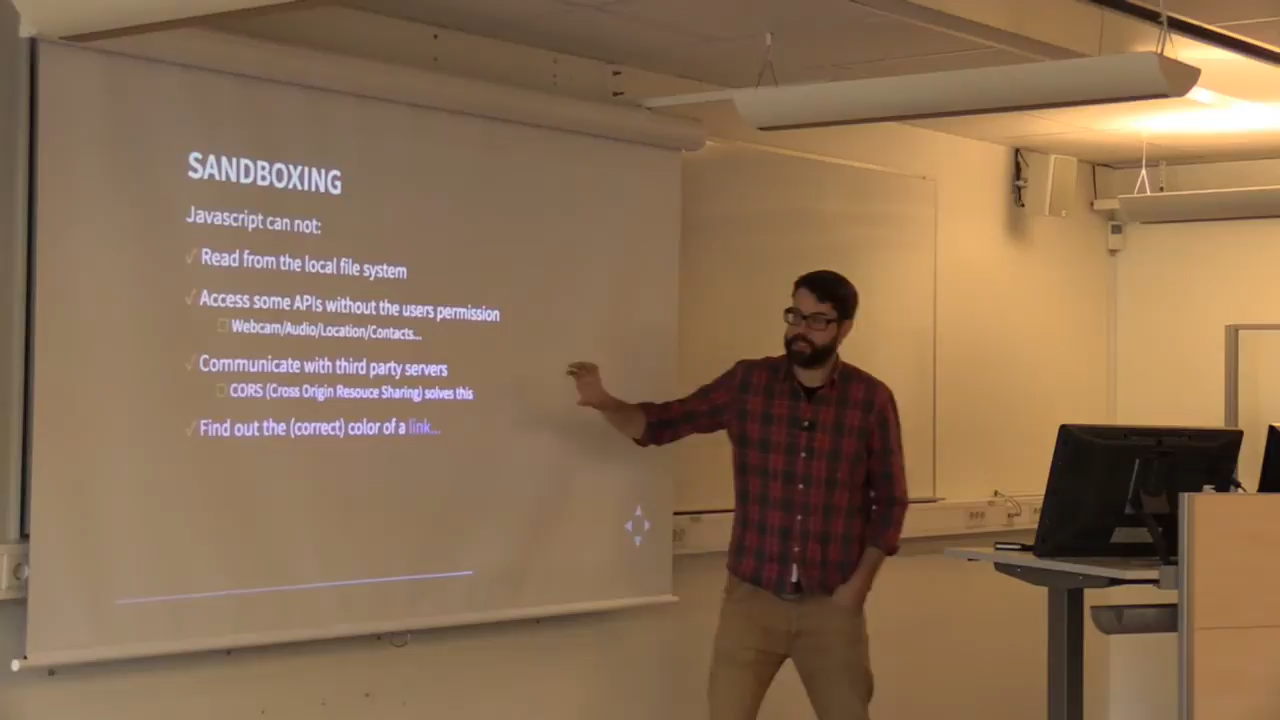 SANDBOXING
Javascript can not:
Read from the local file system
Access some APIs without the users permission
Webcam/Audio/Location/Contacts...
Communicate with third party servers
CORS (Cross Origin Resouce Sharing) solves this
Find out the (correct) color of a link...